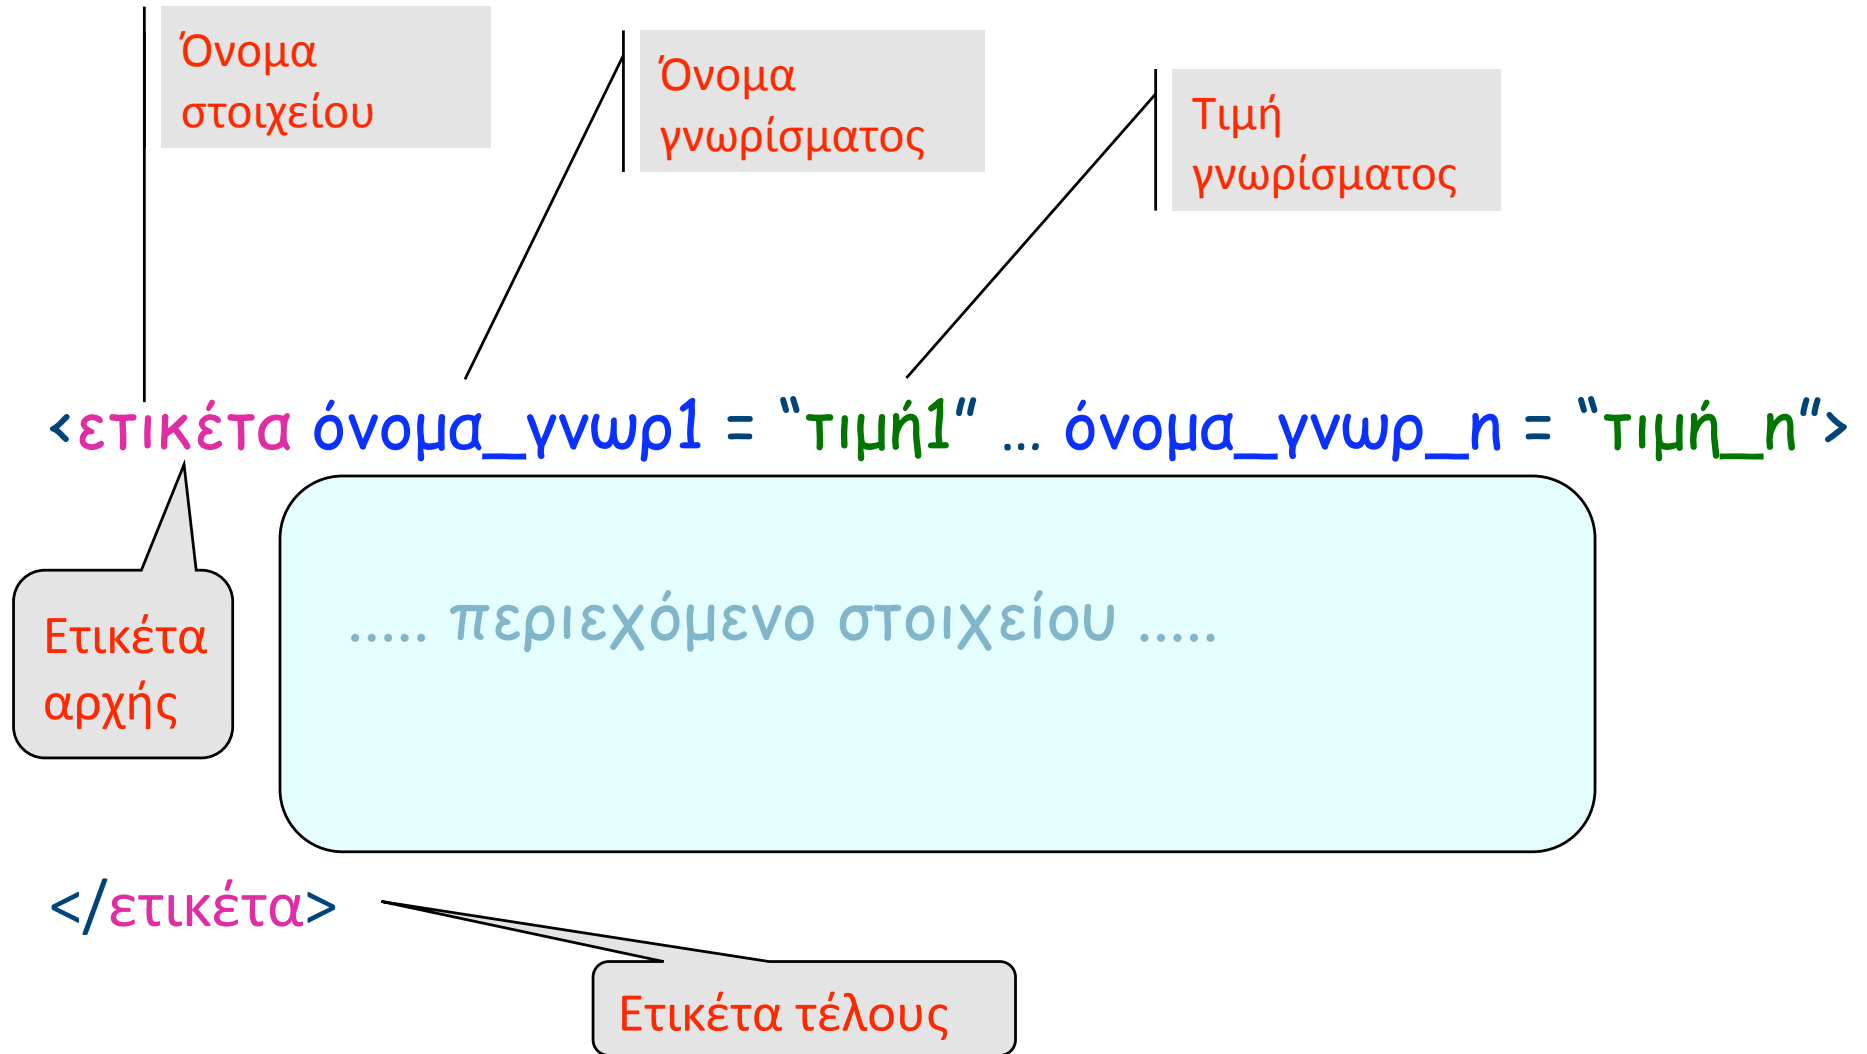 Όνομα
στοιχείου
Όνομα
γνωρίσματος
Τιμή
γνωρίσματος
<ετικέτα όνομα_γνωρ1 = “τιμή1” … όνομα_γνωρ_n = “τιμή_n”>
Ετικέτα
αρχής
..... περιεχόμενο στοιχείου .....
</ετικέτα>
Ετικέτα τέλους